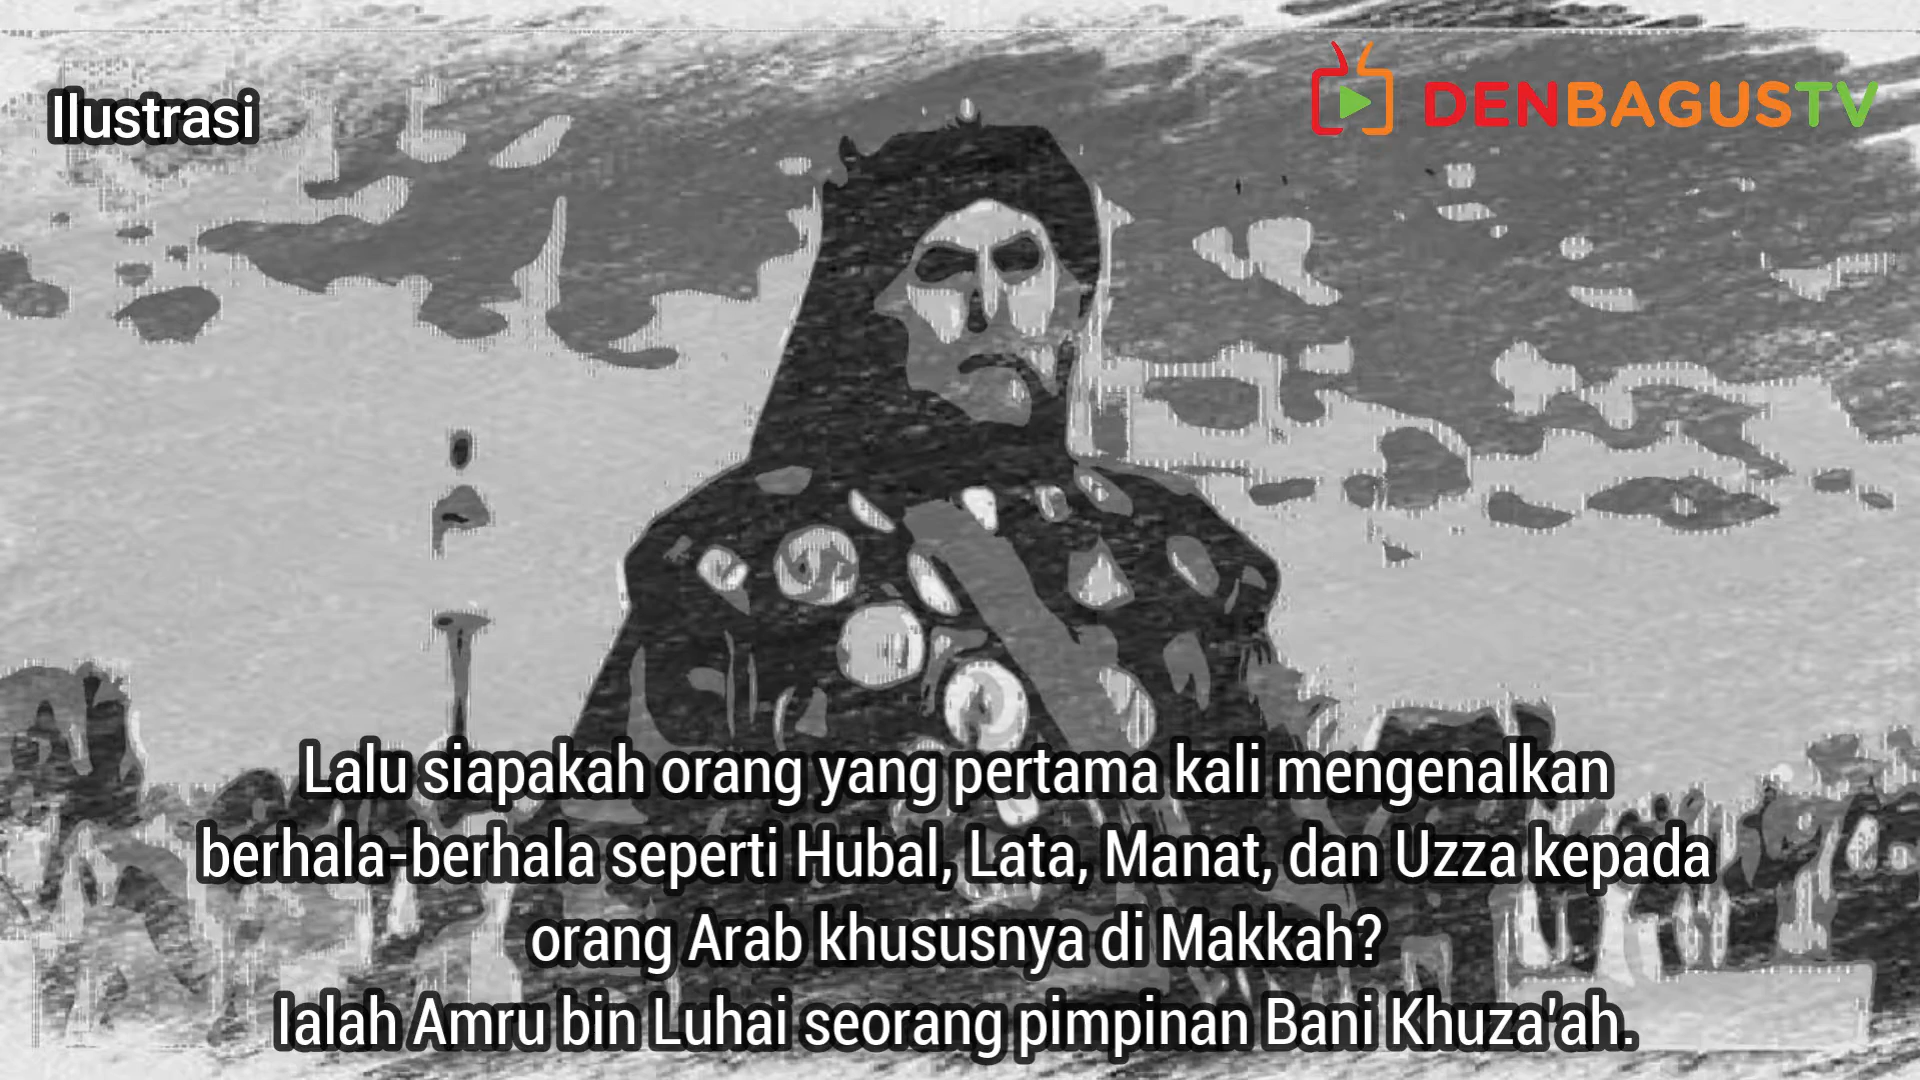 Ilustrasi
DENBAGUSTV
Lalu siapakah orang yang pertama kali mengenalkan
berhala-berhala seperti Hubal, Lata, Manat, dan Uzza kepada
orang Arab khususnya di Makkah?
Ialah Amru bin Luhai seorang pimpinan Bani Khuza'ah.